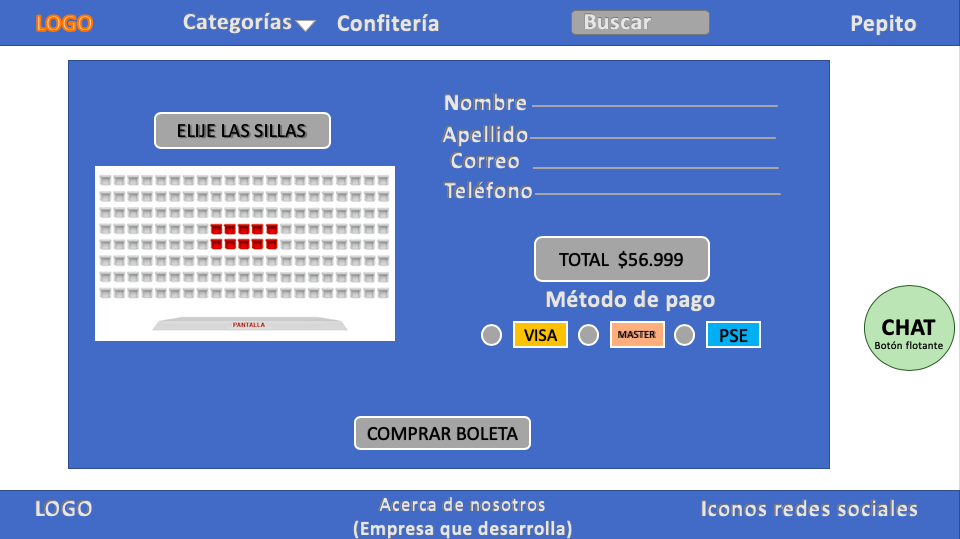 LOGO Categorías Confitería Buscar Pepito
ELIJE LAS SILLAS
PANTALLA
Nombre
Apellido
Correo
Teléfono
TOTAL $56.999
Método de pago
VISA MASTER PSE
COMPRAR BOLETA
CHAT
Botón flotante
LOGO
Acerca de nosotros
(Empresa que desarrolla)
Iconos redes sociales